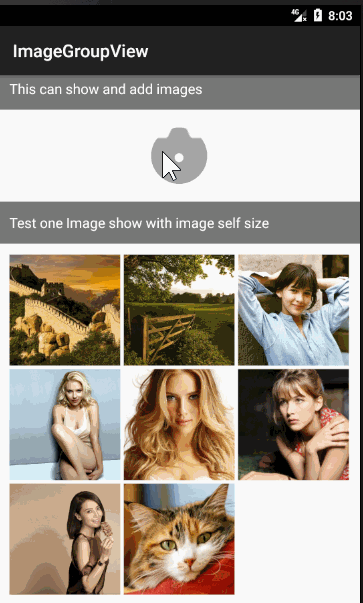 4G
8:03
ImageGroupView
This can show and add images
Test one Image show with image self size